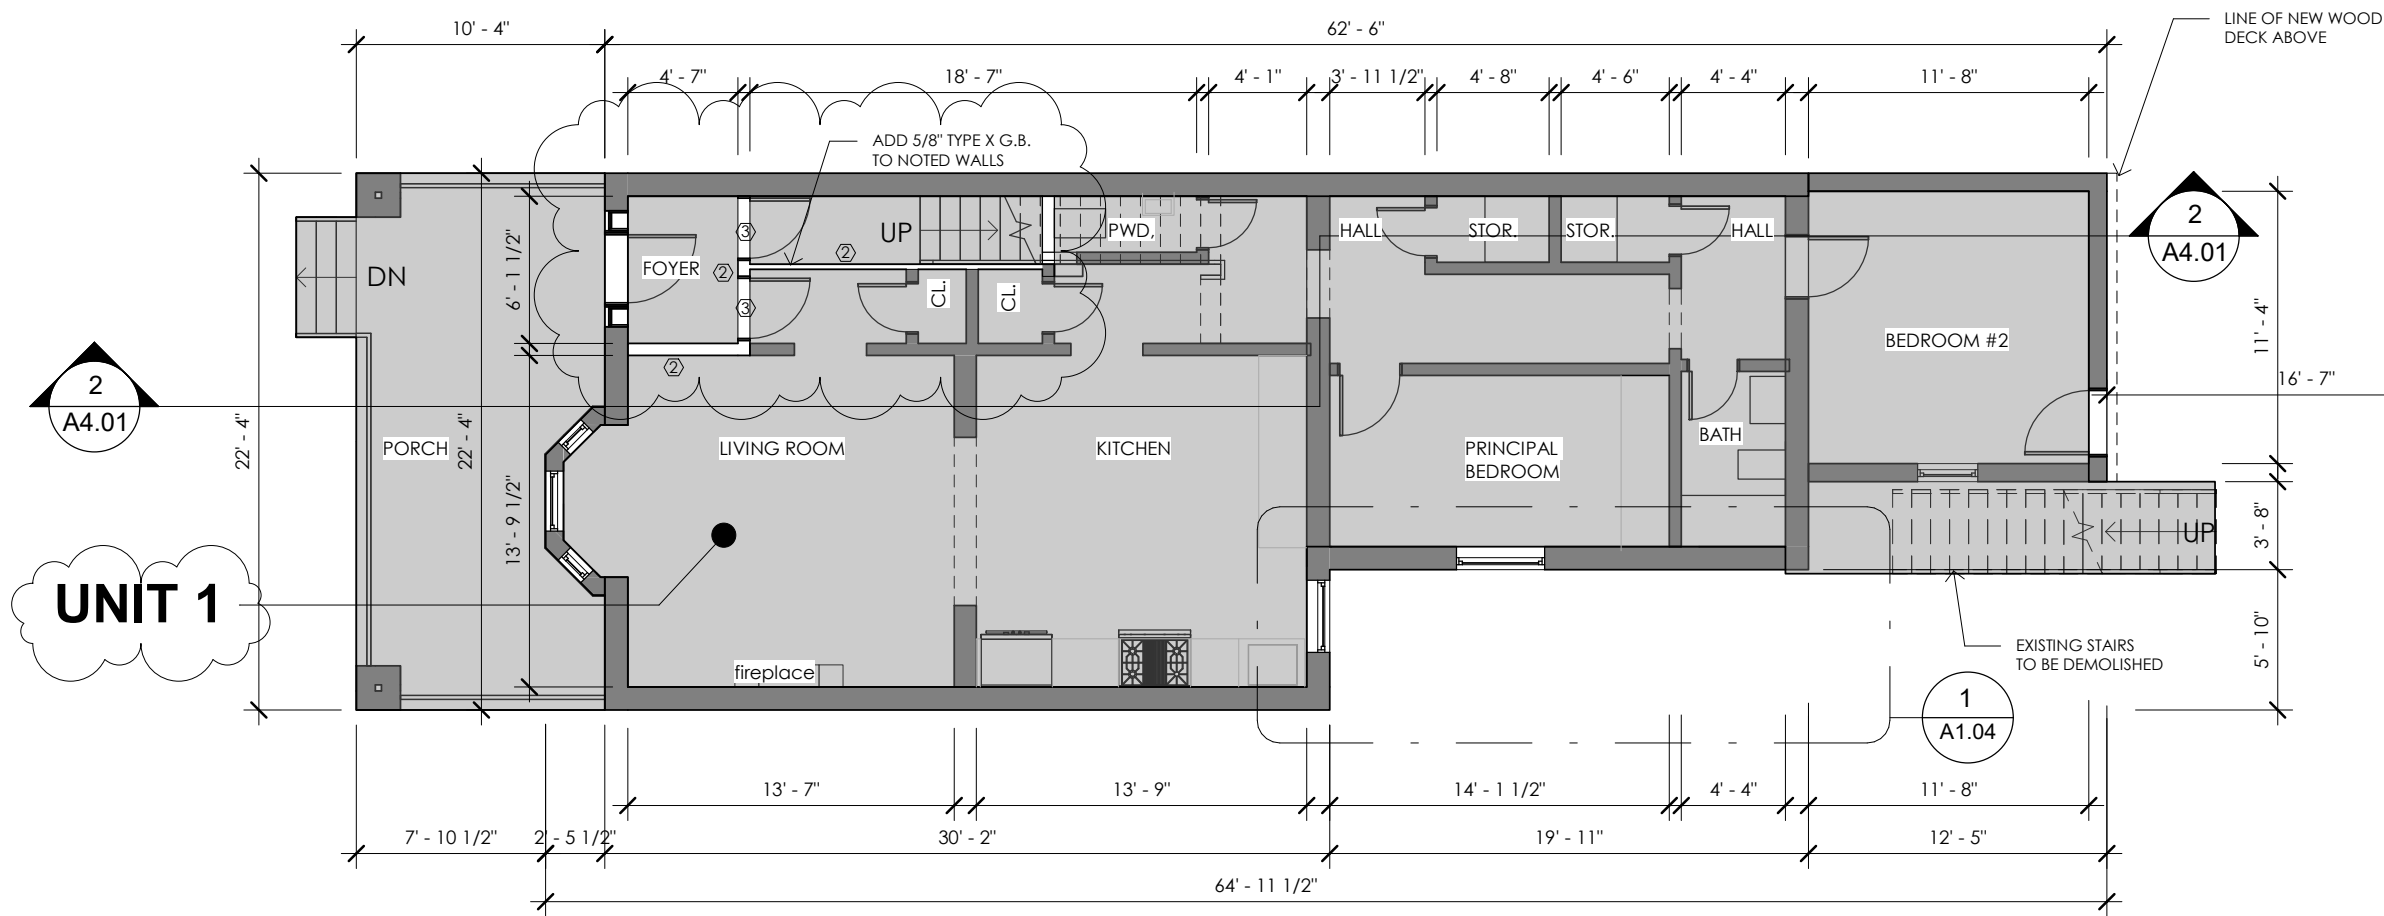 10' - 4"
62' - 6"
LINE OF NEW WOOD
DECK ABOVE
4' - 7"
18' - 7"
4' - 1"
3' - 11 1/2"
4' - 8"
4' - 6"
4' - 4"
11' - 8"
ADD 5/8" TYPE X G.B.
TO NOTED WALLS
2
A4.01
3
UP
2
PWD,
HALL
STOR.
STOR.
HALL
FOYER
2
DN
3
CL.
CL.
6' - 1 1/2"
BEDROOM #2
11' - 4"
16' - 7"
2
2
A4.01
PORCH
22' - 4"
22' - 4"
LIVING ROOM
KITCHEN
PRINCIPAL
BEDROOM
BATH
13' - 9 1/2"
UP
3' - 8"
UNIT 1
EXISTING STAIRS
TO BE DEMOLISHED
5' - 10"
fireplace
1
A1.04
13' - 7"
13' - 9"
14' - 1 1/2"
4' - 4"
11' - 8"
7' - 10 1/2"
2' - 5 1/2"
30' - 2"
19' - 11"
12' - 5"
64' - 11 1/2"